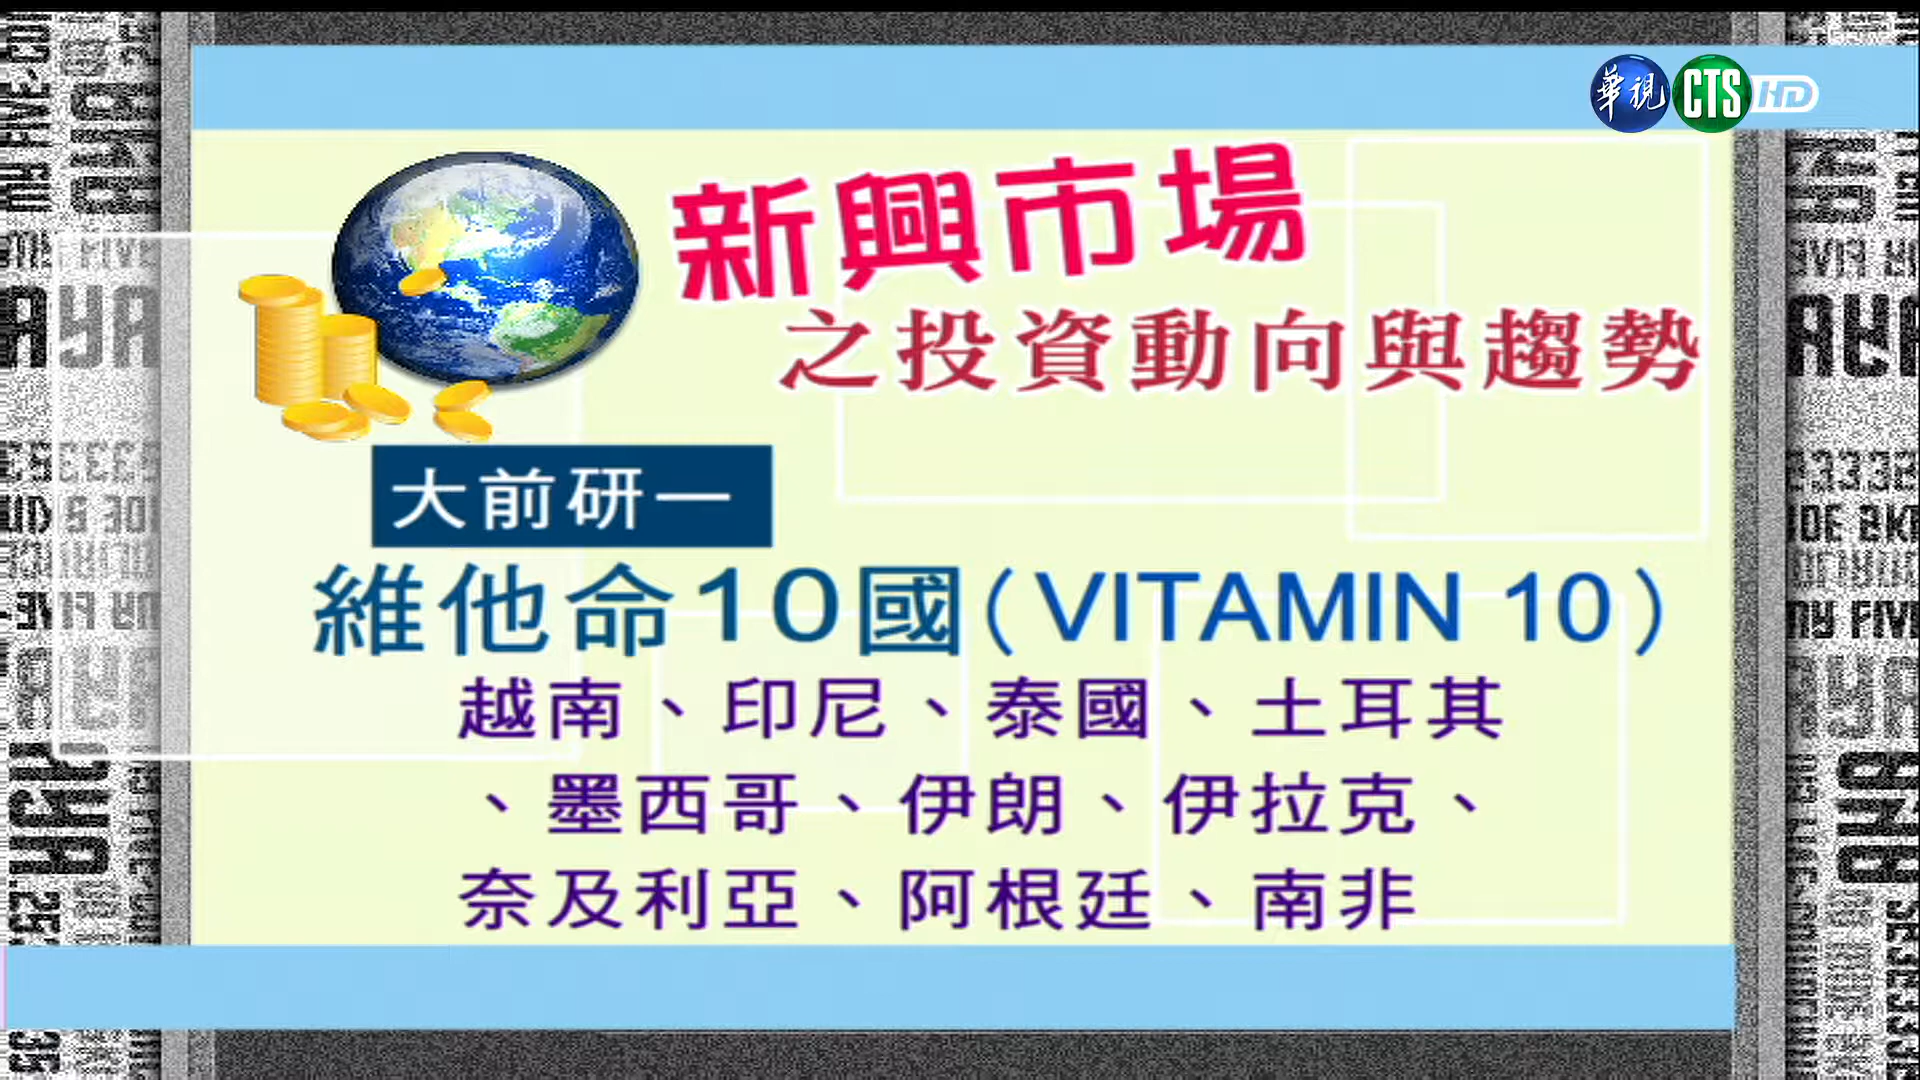 華視 CTS HD
新興市場
之投資動向與趨勢
大前研一
維他命10國(VITAMIN 10)
越南、印尼、泰國、土耳其
、墨西哥、伊朗、伊拉克、
奈及利亞、阿根廷、南非